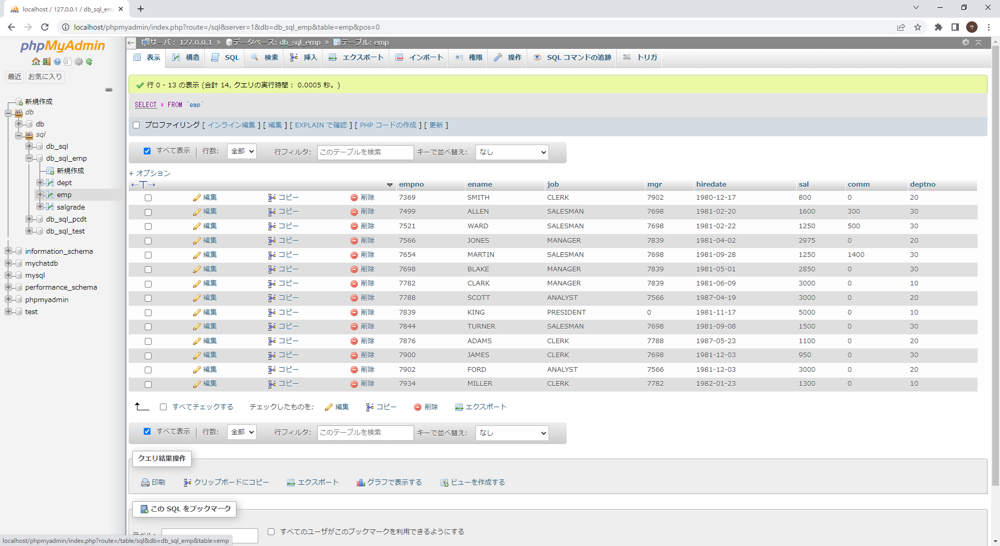 localhost / 127.0.0.1 / db_sql_em
localhost/phpmyadmin/index.php?route=/sql&server=1&db=db_sql_emp&table=emp&pos=0
サ
phpMyAdmin
最近 お気に入り
新規作成
db
db
sql
db_sql
db_sql_emp
新規作成
dept
emp
salgrade
db_sql_pcdt
db_sql_test
information_schema
mychatdb
mysql
performance_schema
phpmyadmin
test
サーバ: 127.0.0.1 » データベース: db_sql_emp » テーブル: emp
表示 構造 SQL 検索 挿入 エクスポート インポート 権限 操作 SQL コマンドの追跡 トリガ
行 0 - 13 の表示 (合計 14, クエリの実行時間： 0.0005 秒。)
SELECT * FROM `emp`
プロファイリング [ インライン編集 ] [ 編集 ] [ EXPLAIN で確認 ] [ PHP コードの作成 ] [ 更新 ]
すべて表示 行数: 全部 行フィルタ: このテーブルを検索 キーで並べ替え: なし
+ オプション
←T→ empno ename job mgr hiredate sal comm deptno
編集 コピー 削除 7369 SMITH CLERK 7902 1980-12-17 800 0 20
編集 コピー 削除 7499 ALLEN SALESMAN 7698 1981-02-20 1600 300 30
編集 コピー 削除 7521 WARD SALESMAN 7698 1981-02-22 1250 500 30
編集 コピー 削除 7566 JONES MANAGER 7839 1981-04-02 2975 0 20
編集 コピー 削除 7654 MARTIN SALESMAN 7698 1981-09-28 1250 1400 30
編集 コピー 削除 7698 BLAKE MANAGER 7839 1981-05-01 2850 0 30
編集 コピー 削除 7782 CLARK MANAGER 7839 1981-06-09 3000 0 10
編集 コピー 削除 7788 SCOTT ANALYST 7566 1987-04-19 3000 0 20
編集 コピー 削除 7839 KING PRESIDENT 0 1981-11-17 5000 0 10
編集 コピー 削除 7844 TURNER SALESMAN 7698 1981-09-08 1500 0 30
編集 コピー 削除 7876 ADAMS CLERK 7788 1987-05-23 1100 0 20
編集 コピー 削除 7900 JAMES CLERK 7698 1981-12-03 950 0 30
編集 コピー 削除 7902 FORD ANALYST 7566 1981-12-03 3000 0 20
編集 コピー 削除 7934 MILLER CLERK 7782 1982-01-23 1300 0 10
すべてチェックする チェックしたものを: 編集 コピー 削除 エクスポート
すべて表示 行数: 全部 行フィルタ: このテーブルを検索 キーで並べ替え: なし
クエリ結果操作
印刷 クリップボードにコピー エクスポート グラフで表示する ビューを作成する
この SQL をブックマーク
ラベル: すべてのユーザがこのブックマークを利用できるようにする
localhost/phpmyadmin/index.php?route=/table/sql&db=db_sql_emp&table=emp